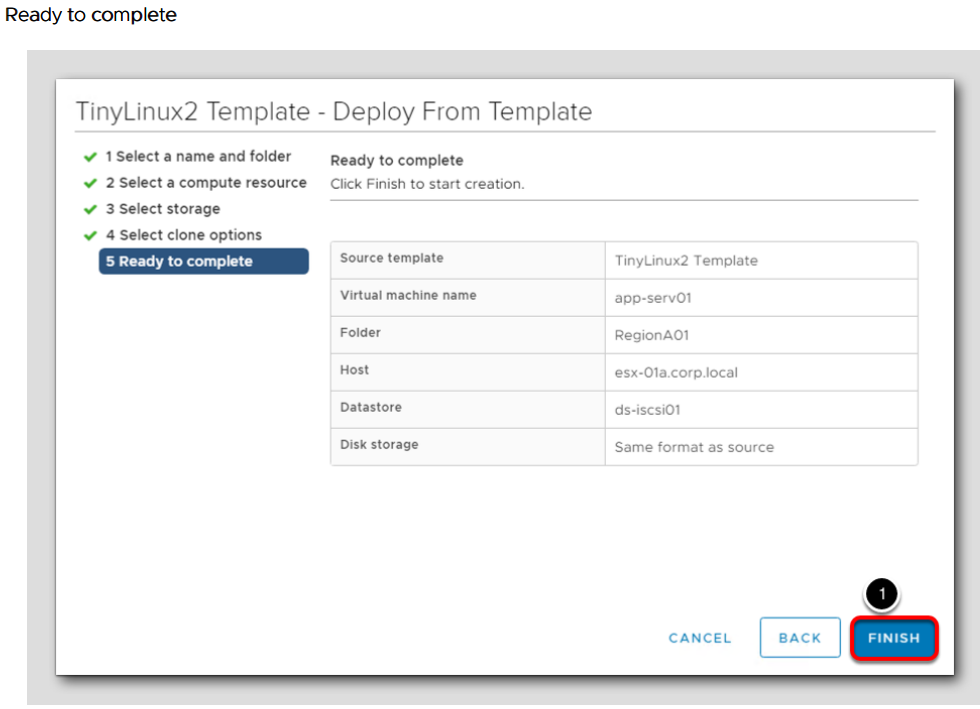 Ready to complete
TinyLinux2 Template - Deploy From Template
1 Select a name and folder
2 Select a compute resource
3 Select storage
4 Select clone options
5 Ready to complete
Ready to complete
Click Finish to start creation.
Source template TinyLinux2 Template
Virtual machine name app-serv01
Folder RegionA01
Host esx-01a.corp.local
Datastore ds-iscsi01
Disk storage Same format as source
1
CANCEL BACK FINISH